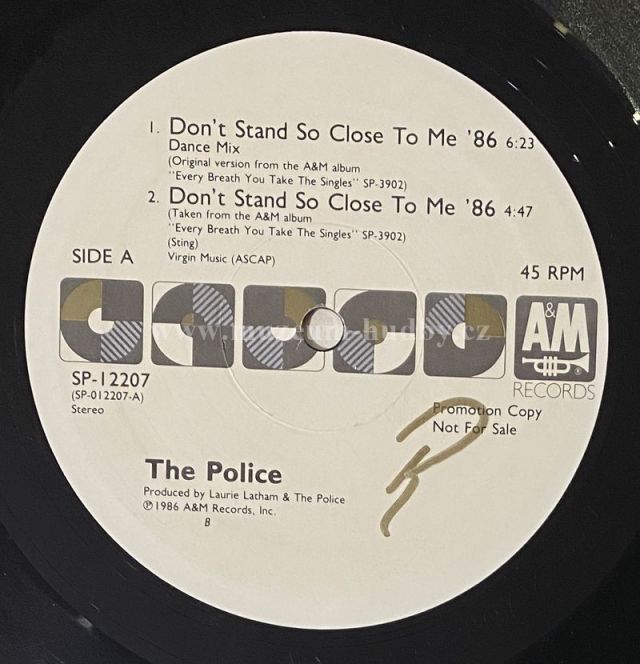 1. Don't Stand So Close To Me '86 6:23
Dance Mix
(Original version from the A&M album
"Every Breath You Take The Singles" SP-3902)
2. Don't Stand So Close To Me '86 4:47
(Taken from the A&M album
"Every Breath You Take The Singles" SP-3902)
(Sting)
Virgin Music (ASCAP)
SIDE A
45 RPM
A&M
RECORDS
www.muzeum-hudby.cz
SP-12207
(SP-012207-A)
Stereo
Promotion Copy
Not For Sale
The Police
Produced by Laurie Latham & The Police
℗1986 A&M Records, Inc.
B